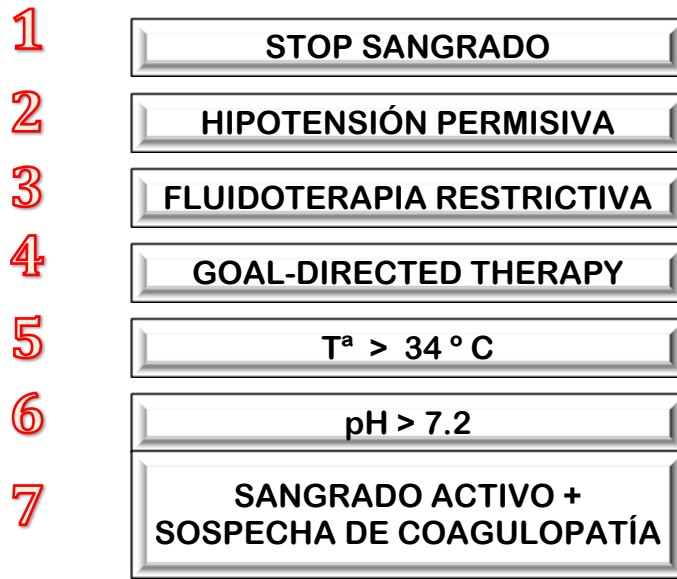 1 STOP SANGRADO
2 HIPOTENSIÓN PERMISIVA
3 FLUIDOTERAPIA RESTRICTIVA
4 GOAL-DIRECTED THERAPY
5 Tª > 34 º C
6 pH > 7.2
7 SANGRADO ACTIVO +
SOSPECHA DE COAGULOPATÍA